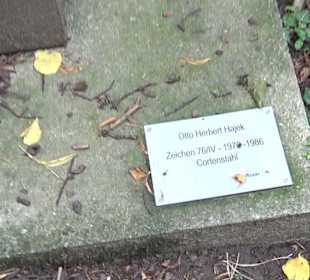 Otto Herbert Hajek
Zeichen 76/IV - 1976-1986
Cortenstahl